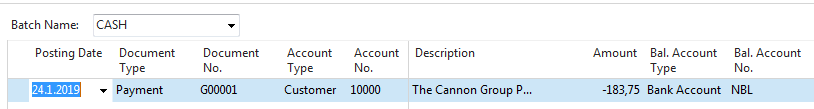 Batch Name: CASH
Posting Date Document Type Document No. Account Type Account No. Description Amount Bal. Account Type Bal. Account No.
24.1.2019 Payment G00001 Customer 10000 The Cannon Group P... -183,75 Bank Account NBL